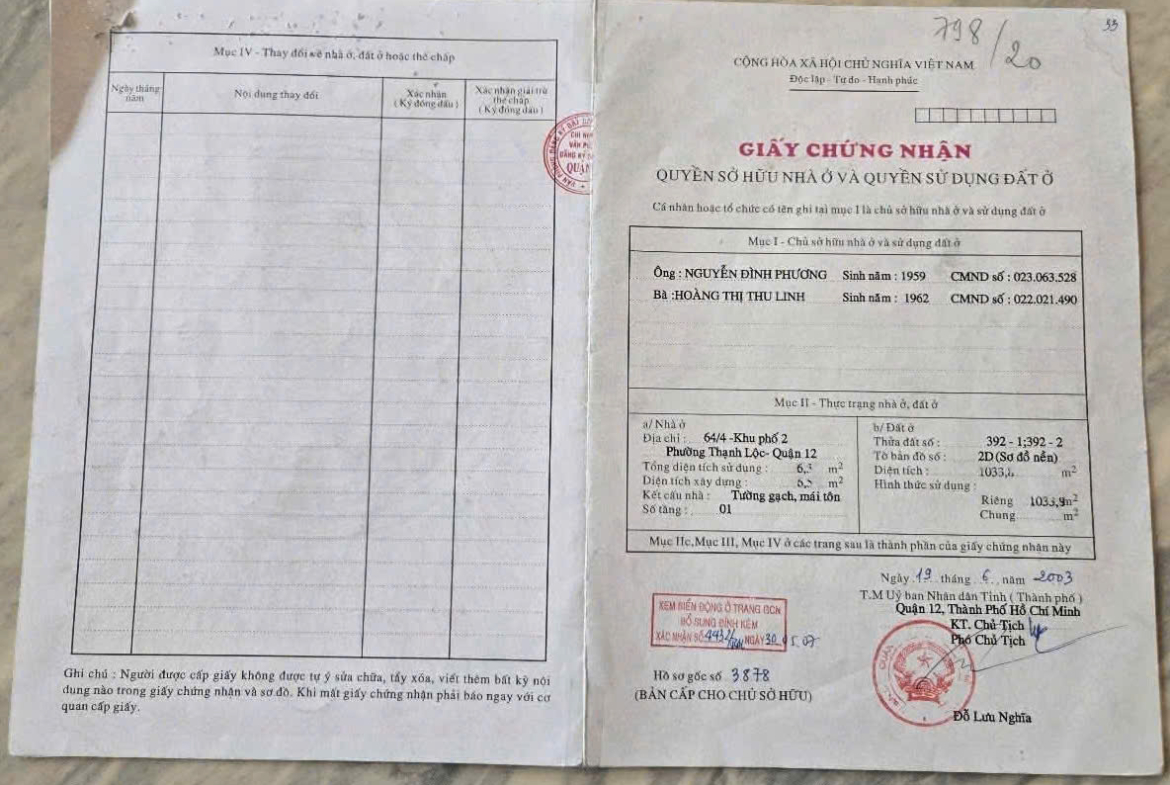 Mục IV - Thay đổi về nhà ở, đất ở hoặc thế chấp
Ngày tháng năm
Nội dung thay đổi
Xác nhận
( Ký đóng dấu )
Xác nhận giải trừ
thế chấp
( Ký đóng dấu )
Ghi chú : Người được cấp giấy không được tự ý sửa chữa, tẩy xóa, viết thêm bất kỳ nội
dung nào trong giấy chứng nhận và sơ đồ. Khi mất giấy chứng nhận phải báo ngay với cơ
quan cấp giấy.
798/20
55
CỘNG HÒA XÃ HỘI CHỦ NGHĨA VIỆT NAM
Độc lập - Tự do - Hạnh phúc
GIẤY CHỨNG NHẬN
QUYỀN SỞ HỮU NHÀ Ở VÀ QUYỀN SỬ DỤNG ĐẤT Ở
Cá nhân hoặc tổ chức có tên ghi tại mục I là chủ sở hữu nhà ở và sử dụng đất ở
Mục I - Chủ sở hữu nhà ở và sử dụng đất ở
Ông : NGUYỄN ĐÌNH PHƯƠNG Sinh năm : 1959 CMND số : 023.063.528
Bà :HOÀNG THỊ THU LINH Sinh năm : 1962 CMND số : 022.021.490
Mục II - Thực trạng nhà ở, đất ở
a/ Nhà ở
Địa chỉ : 64/4 -Khu phố 2
Phường Thạnh Lộc- Quận 12
Tổng diện tích sử dụng : m²
Diện tích xây dựng : m²
Kết cấu nhà : Tường gạch, mái tôn
Số tầng : 01
b/ Đất ở
Thửa đất số : 392 - 1;392 - 2
Tờ bản đồ số : 2D (Sơ đồ nền)
Diện tích : m²
Hình thức sử dụng :
Riêng m²
Chung m²
Mục IIc,Mục III, Mục IV ở các trang sau là thành phần của giấy chứng nhận này
Ngày 19 tháng 6 năm 2003
T.M Uỷ ban Nhân dân Tỉnh ( Thành phố )
Quận 12, Thành Phố Hồ Chí Minh
KT. Chủ Tịch
Phó Chủ Tịch
Đỗ Lưu Nghĩa
XEM BIẾN ĐỘNG Ở TRANG GCN
BỔ SUNG ĐÍNH KÈM
XÁC NHẬN SỐ NGÀY 30
Hồ sơ gốc số 3878
(BẢN CẤP CHO CHỦ SỞ HỮU)